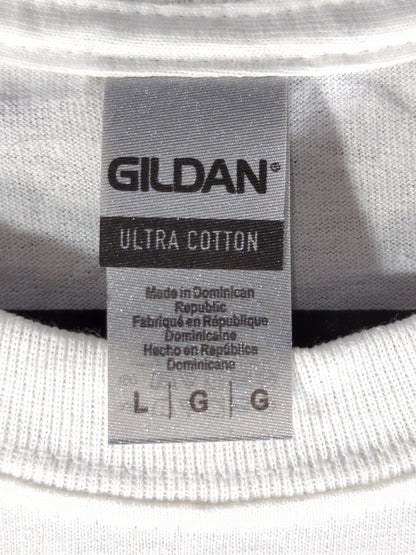 GILDAN®
ULTRA COTTON
Made in Dominican
Republic
Fabriqué en République
Dominicaine
Hecho en República
Dominicana
L | G | G